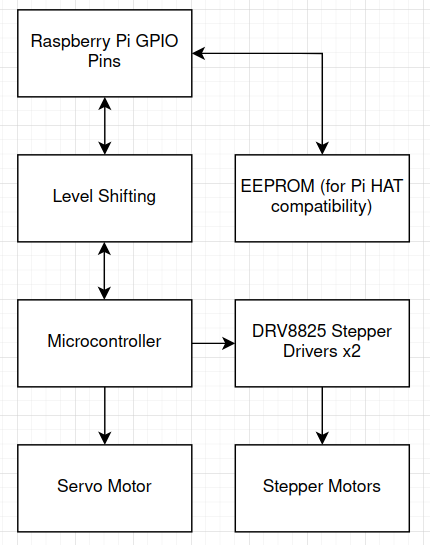 Raspberry Pi GPIO
Pins
Level Shifting
EEPROM (for Pi HAT
compatibility)
Microcontroller
DRV8825 Stepper
Drivers x2
Servo Motor
Stepper Motors